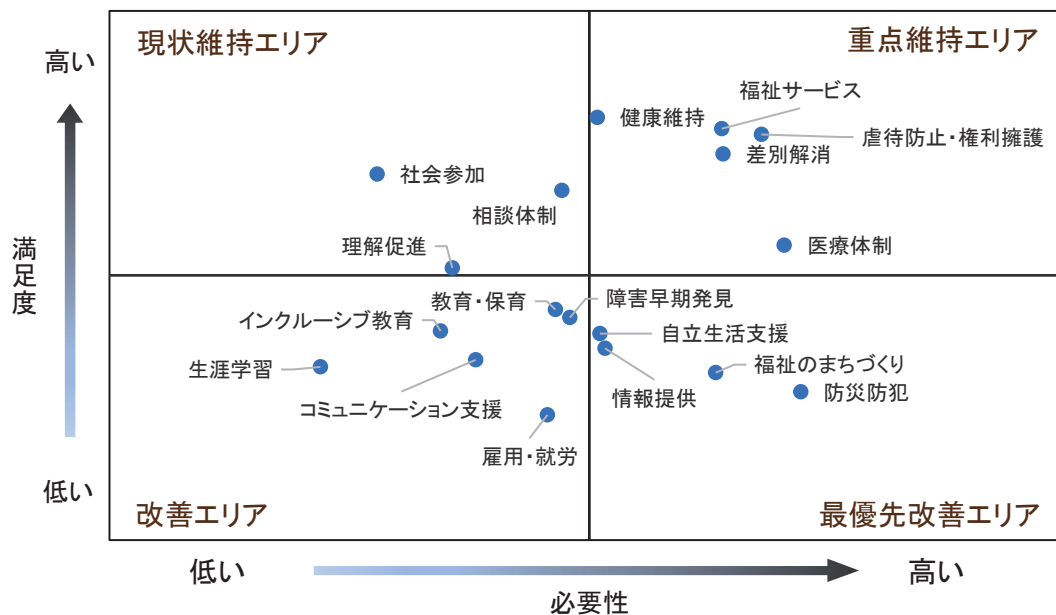 現状維持エリア
重点維持エリア
高い
福祉サービス
健康維持
虐待防止・権利擁護
差別解消
社会参加
相談体制
理解促進
医療体制
満足度
教育・保育
障害早期発見
インクルーシブ教育
自立生活支援
生涯学習
福祉のまちづくり
コミュニケーション支援
情報提供
防災防犯
雇用・就労
低い
改善エリア
最優先改善エリア
低い
高い
必要性